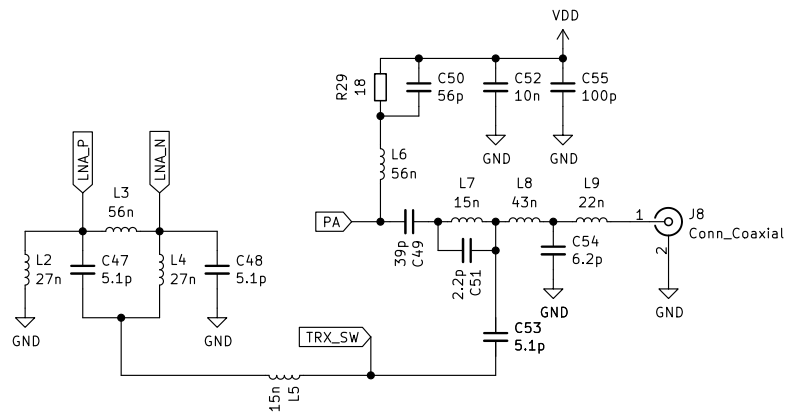 VDD
R29
18
C50
56p
C52
10n
C55
100p
GND
GND
L6
56n
LNA_P
LNA_N
L3
56n
PA
39p
C49
L7
15n
L8
43n
L9
22n
1
J8
Conn_Coaxial
2
2.2p
C51
C54
6.2p
L2
27n
C47
5.1p
L4
27n
C48
5.1p
GND
GND
GND
GND
TRX_SW
C53
5.1p
15n
L5